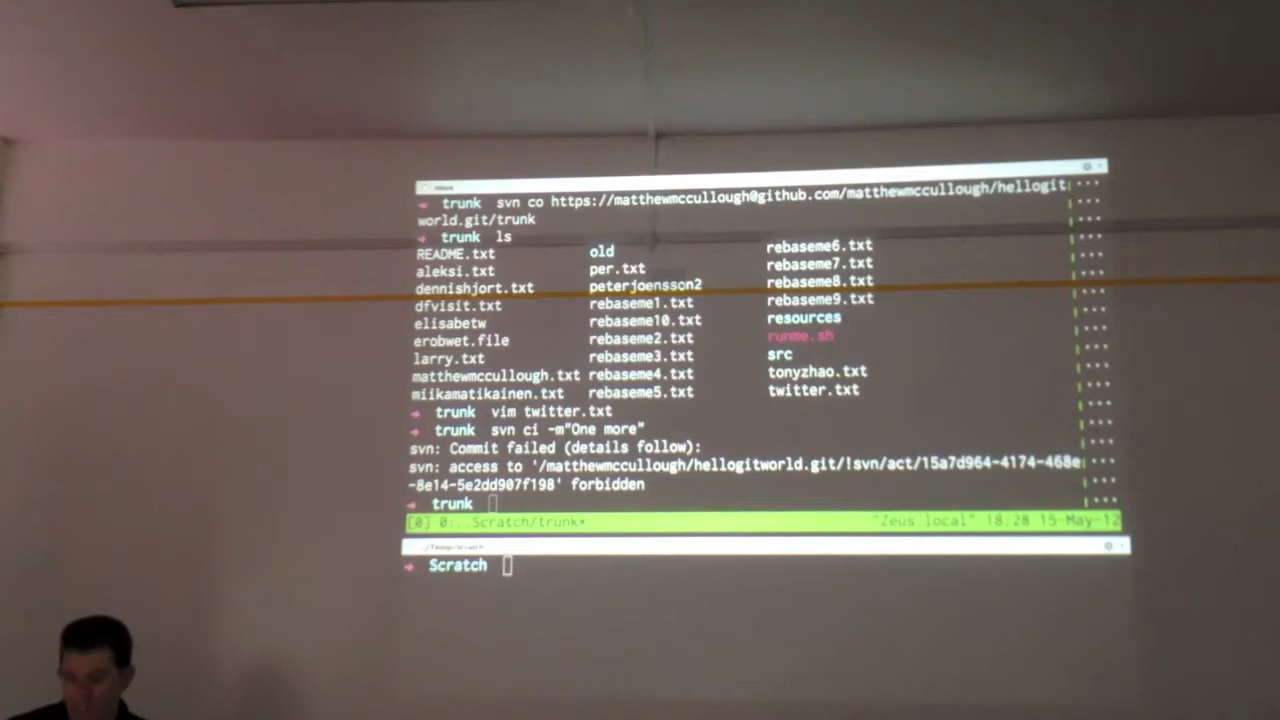 ➜ trunk svn co https://matthewmccullough@github.com/matthewmccullough/hellogit
world.git/trunk
➜ trunk ls
README.txt old rebaseme6.txt
aleksi.txt per.txt rebaseme7.txt
dennishjort.txt peterjoensson2 rebaseme8.txt
dfvisit.txt rebaseme1.txt rebaseme9.txt
elisabetw rebaseme10.txt resources
erobwet.file rebaseme2.txt runme.sh
larry.txt rebaseme3.txt src
matthewmccullough.txt rebaseme4.txt tonyzhao.txt
miikamatikainen.txt rebaseme5.txt twitter.txt
➜ trunk vim twitter.txt
➜ trunk svn ci -m"One more"
svn: Commit failed (details follow):
svn: access to '/matthewmccullough/hellogitworld.git/!svn/act/15a7d964-4174-468e
-8e14-5e2dd907f198' forbidden
➜ trunk
[0] 0:..Scratch/trunk* "Zeus.local" 18:28 15-May-12
➜ Scratch